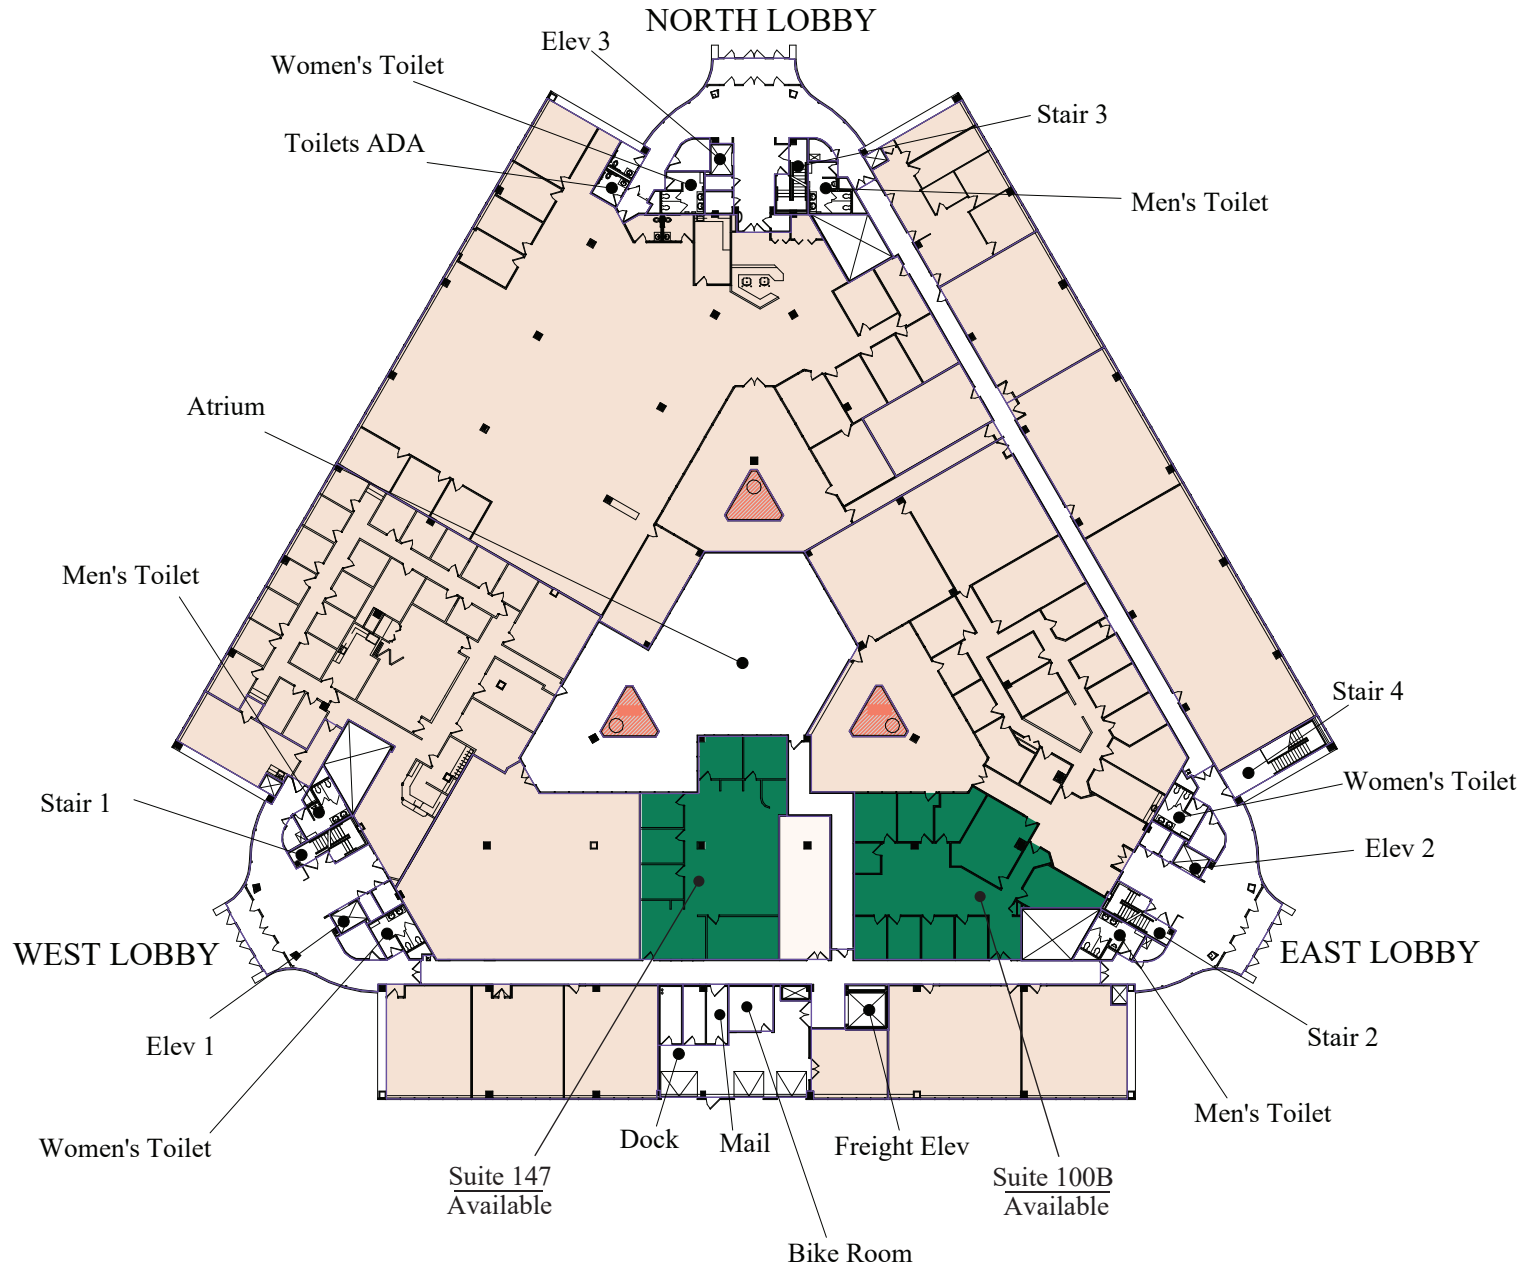 NORTH LOBBY
Elev 3
Women's Toilet
Stair 3
Toilets ADA
Men's Toilet
Atrium
Men's Toilet
Stair 4
Women's Toilet
Stair 1
Elev 2
WEST LOBBY
EAST LOBBY
Elev 1
Stair 2
Men's Toilet
Women's Toilet
Dock
Mail
Freight Elev
Suite 147
Available
Suite 100B
Available
Bike Room